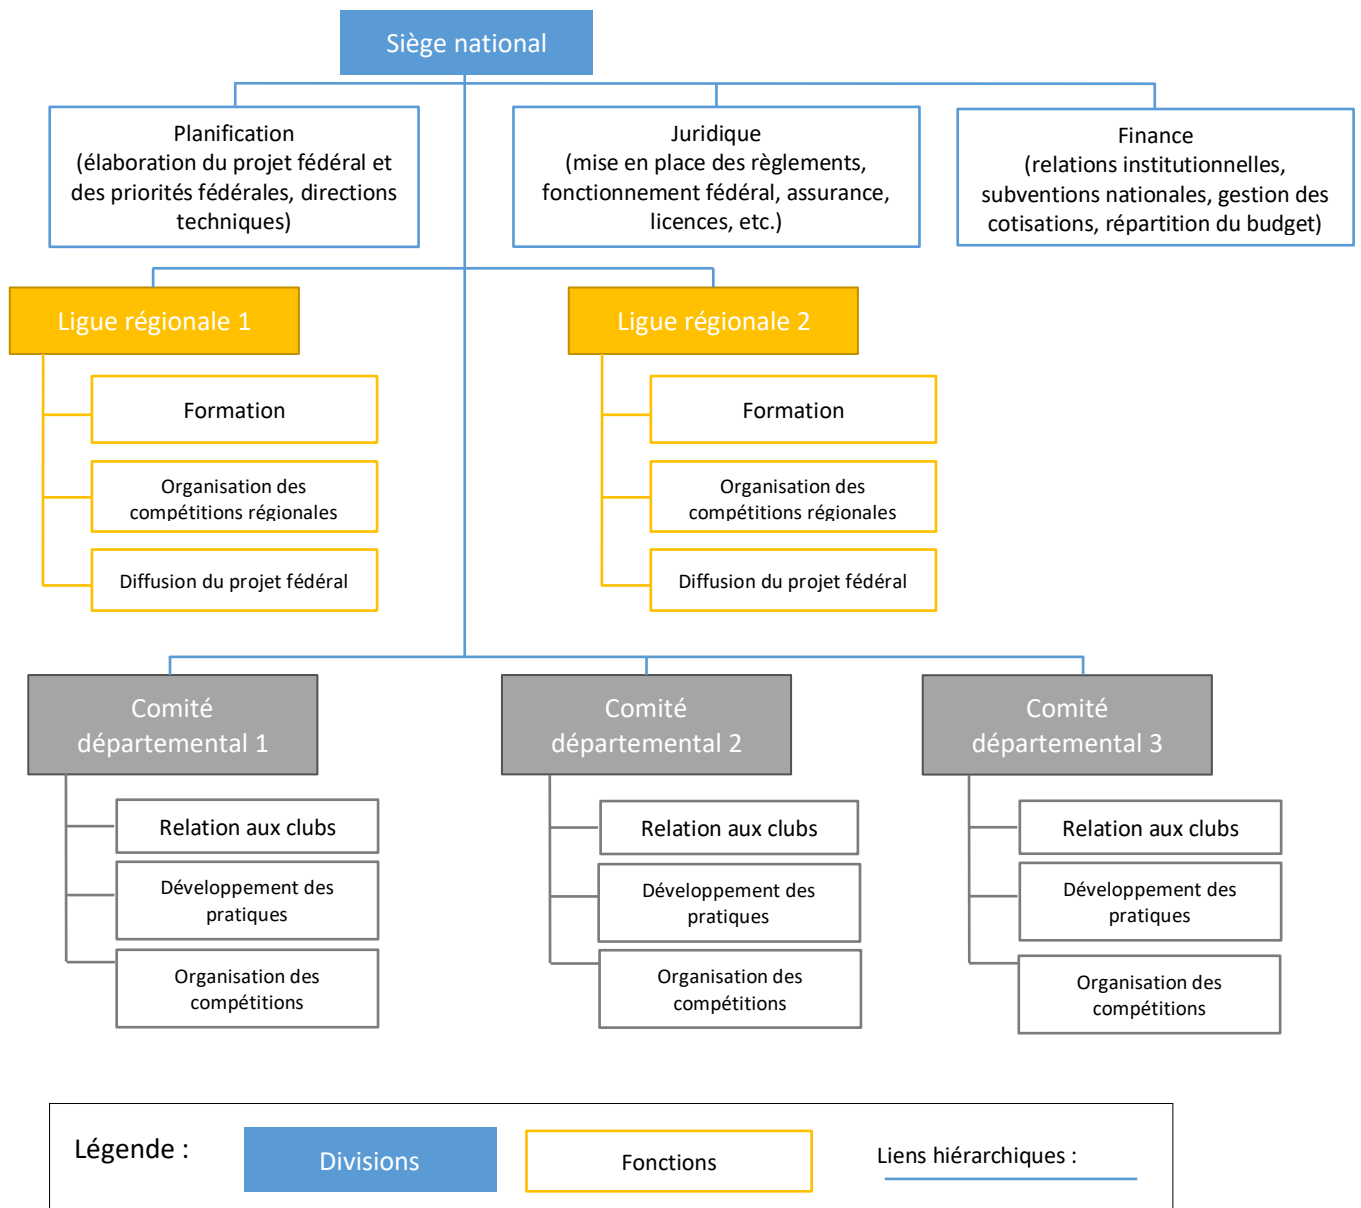 Siège national
Planification
(élaboration du projet fédéral et
des priorités fédérales, directions
techniques)
Juridique
(mise en place des règlements,
fonctionnement fédéral, assurance,
licences, etc.)
Finance
(relations institutionnelles,
subventions nationales, gestion des
cotisations, répartition du budget)
Ligue régionale 1
Formation
Organisation des
compétitions régionales
Diffusion du projet fédéral
Ligue régionale 2
Formation
Organisation des
compétitions régionales
Diffusion du projet fédéral
Comité
départemental 1
Relation aux clubs
Développement des
pratiques
Organisation des
compétitions
Comité
départemental 2
Relation aux clubs
Développement des
pratiques
Organisation des
compétitions
Comité
départemental 3
Relation aux clubs
Développement des
pratiques
Organisation des
compétitions
Légende :
Divisions
Fonctions
Liens hiérarchiques :